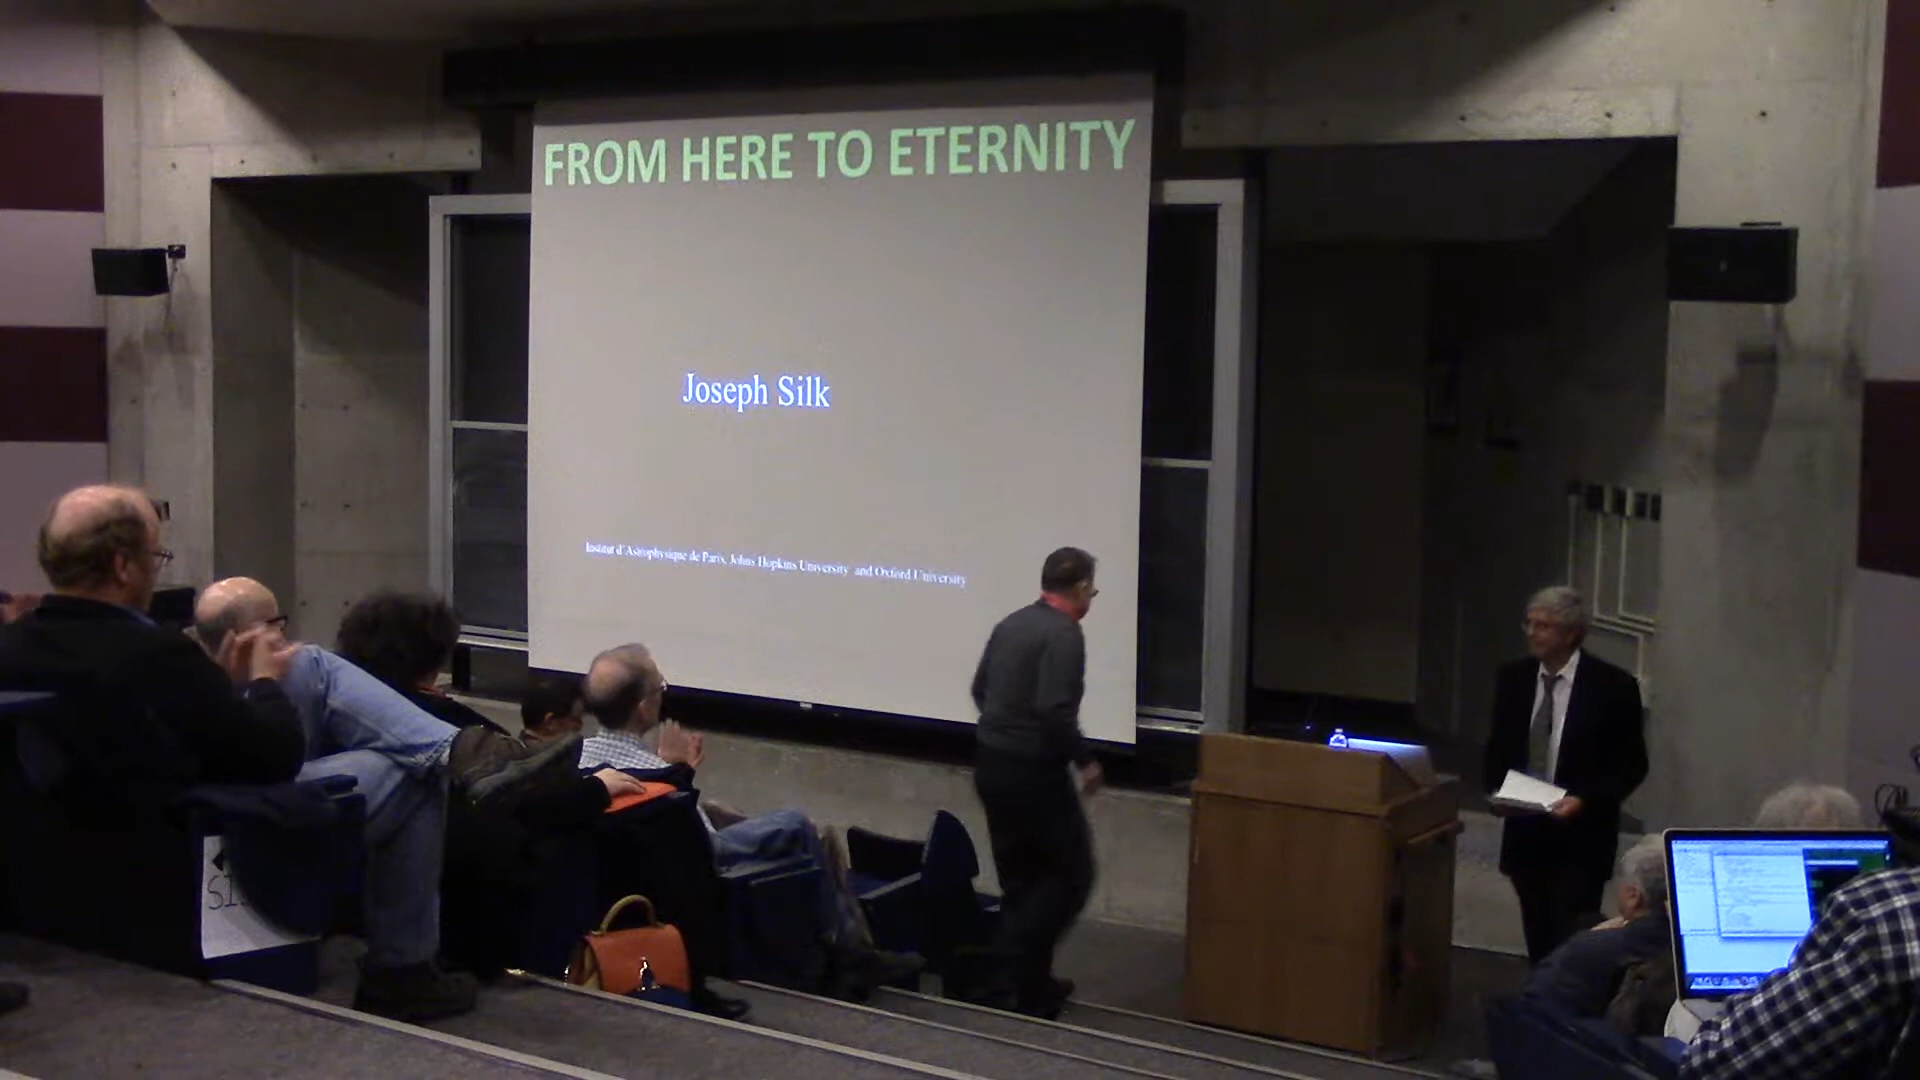 FROM HERE TO ETERNITY
Joseph Silk
Institut d'Astrophysique de Paris, Johns Hopkins University and Oxford University